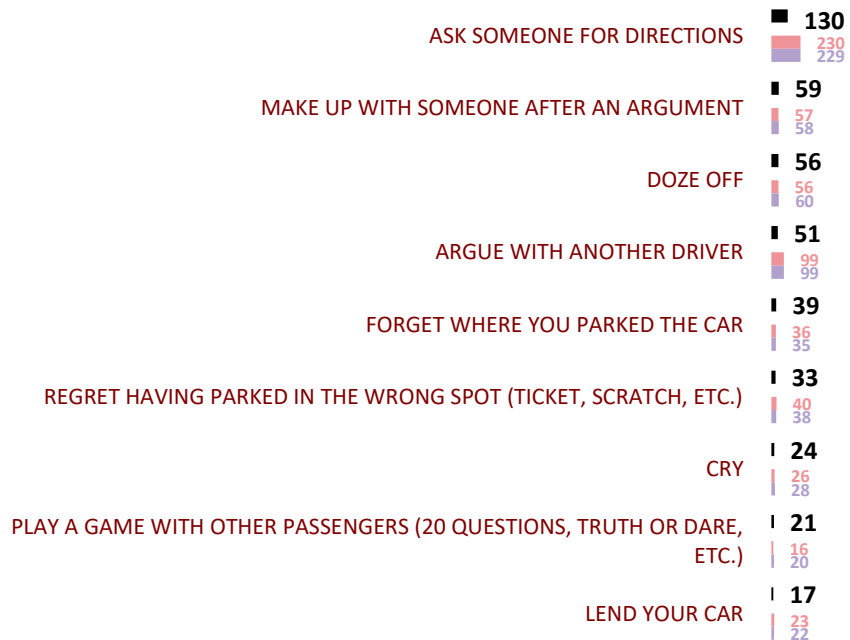 ASK SOMEONE FOR DIRECTIONS
130
230
229
MAKE UP WITH SOMEONE AFTER AN ARGUMENT
59
57
58
DOZE OFF
56
56
60
ARGUE WITH ANOTHER DRIVER
51
99
99
FORGET WHERE YOU PARKED THE CAR
39
36
35
REGRET HAVING PARKED IN THE WRONG SPOT (TICKET, SCRATCH, ETC.)
33
40
38
CRY
24
26
28
PLAY A GAME WITH OTHER PASSENGERS (20 QUESTIONS, TRUTH OR DARE,
ETC.)
21
16
20
LEND YOUR CAR
17
23
22